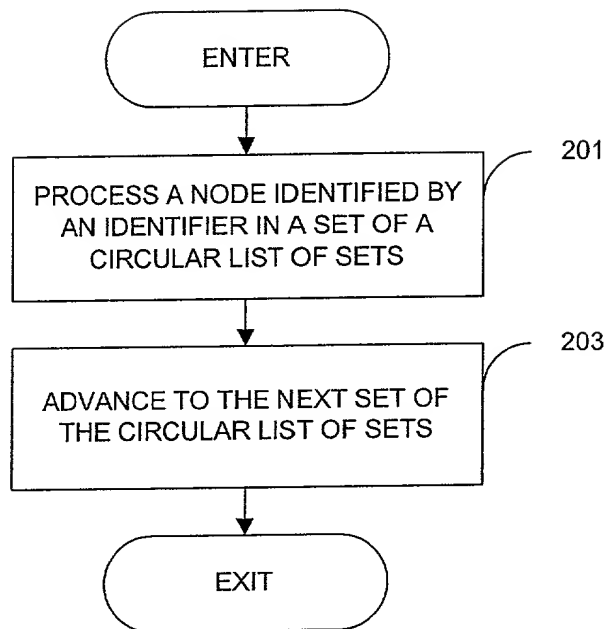 ENTER
201
PROCESS A NODE IDENTIFIED BY
AN IDENTIFIER IN A SET OF A
CIRCULAR LIST OF SETS
203
ADVANCE TO THE NEXT SET OF
THE CIRCULAR LIST OF SETS
EXIT